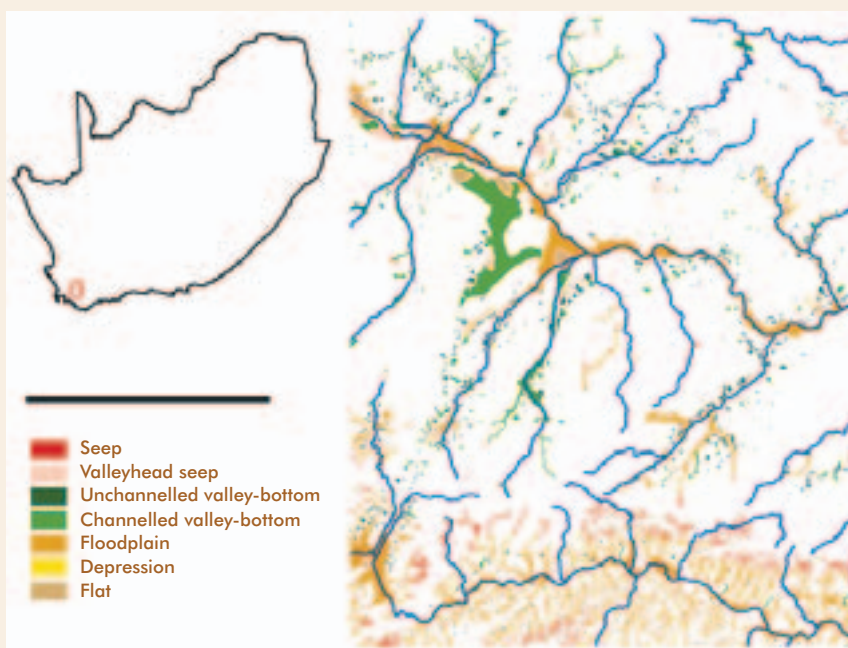 Seep
Valleyhead seep
Unchannelled valley-bottom
Channelled valley-bottom
Floodplain
Depression
Flat